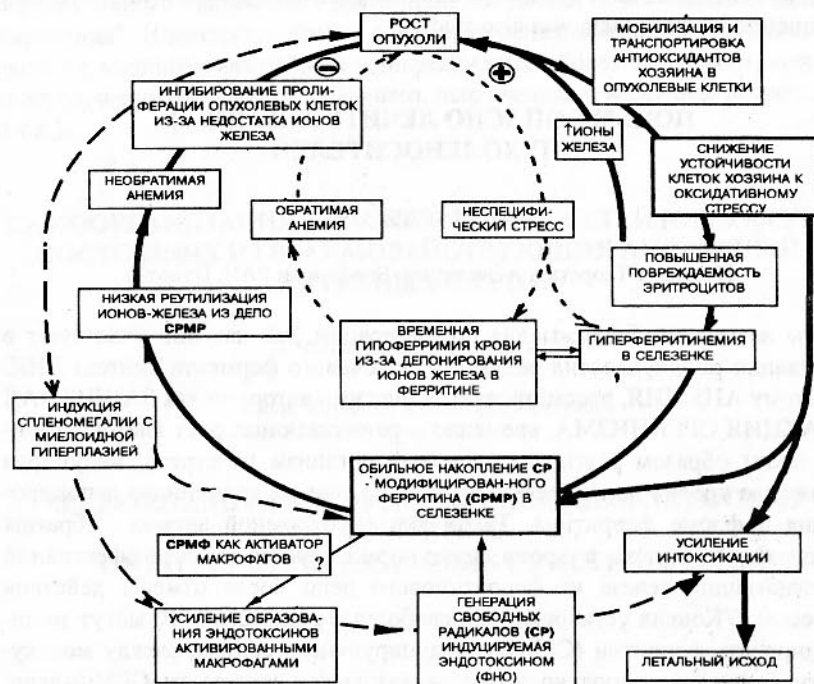 РОСТ
ОПУХОЛИ
МОБИЛИЗАЦИЯ И
ТРАНСПОРТИРОВКА
АНТИОКСИДАНТОВ
ХОЗЯИНА В
ОПУХОЛЕВЫЕ КЛЕТКИ
−
+
ИНГИБИРОВАНИЕ ПРОЛИ-
ФЕРАЦИИ ОПУХОЛЕВЫХ КЛЕТОК
ИЗ-ЗА НЕДОСТАТКА ИОНОВ
ЖЕЛЕЗА
↑ИОНЫ
ЖЕЛЕЗА
СНИЖЕНИЕ
УСТОЙЧИВОСТИ
КЛЕТОК ХОЗЯИНА К
ОКСИДАТИВНОМУ
СТРЕССУ
НЕОБРАТИМАЯ
АНЕМИЯ
ОБРАТИМАЯ
АНЕМИЯ
НЕСПЕЦИФИ-
ЧЕСКИЙ СТРЕСС
ПОВЫШЕННАЯ
ПОВРЕЖДАЕМОСТЬ
ЭРИТРОЦИТОВ
НИЗКАЯ РЕУТИЛИЗАЦИЯ
ИОНОВ-ЖЕЛЕЗА ИЗ ДЕПО
СРМР
ВРЕМЕННАЯ
ГИПОФЕРРИМИЯ КРОВИ
ИЗ-ЗА ДЕПОНИРОВАНИЯ
ИОНОВ ЖЕЛЕЗА В
ФЕРРИТИНЕ
ГИПЕРФЕРРИТИНЕМИЯ
В СЕЛЕЗЕНКЕ
ИНДУКЦИЯ
СПЛЕНОМЕГАЛИИ С
МИЕЛОИДНОЙ
ГИПЕРПЛАЗИЕЙ
ОБИЛЬНОЕ НАКОПЛЕНИЕ СР
МОДИФИЦИРОВАН-НОГО
ФЕРРИТИНА (СРМР) В
СЕЛЕЗЕНКЕ
СРМФ КАК АКТИВАТОР
МАКРОФАГОВ
?
УСИЛЕНИЕ
ИНТОКСИКАЦИИ
УСИЛЕНИЕ ОБРАЗОВА-
НИЯ ЭНДОТОКСИНОВ
АКТИВИРОВАННЫМИ
МАКРОФАГАМИ
ГЕНЕРАЦИЯ
СВОБОДНЫХ
РАДИКАЛОВ (СР)
ИНДУЦИРУЕМАЯ
ЭНДОТОКСИНОМ
(ФНО)
ЛЕТАЛЬНЫЙ ИСХОД